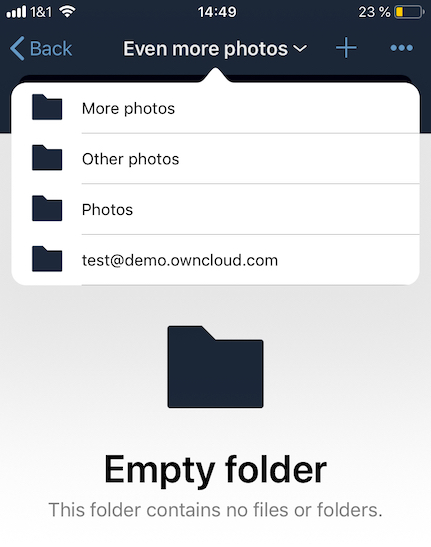 1&1 14:49 23 %
Back Even more photos
More photos
Other photos
Photos
test@demo.owncloud.com
Empty folder
This folder contains no files or folders.